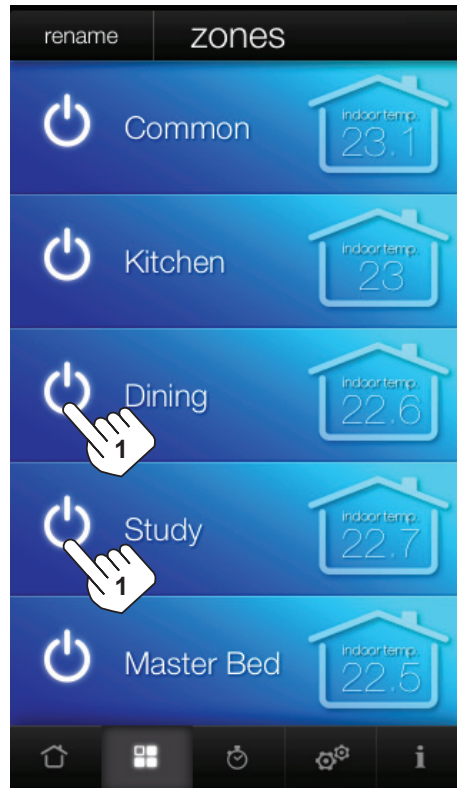 rename zones
Common
indoor temp.
23.1
Kitchen
indoor temp.
23
Dining
indoor temp.
22.6
1
Study
indoor temp.
22.7
1
Master Bed
indoor temp.
22.5
i